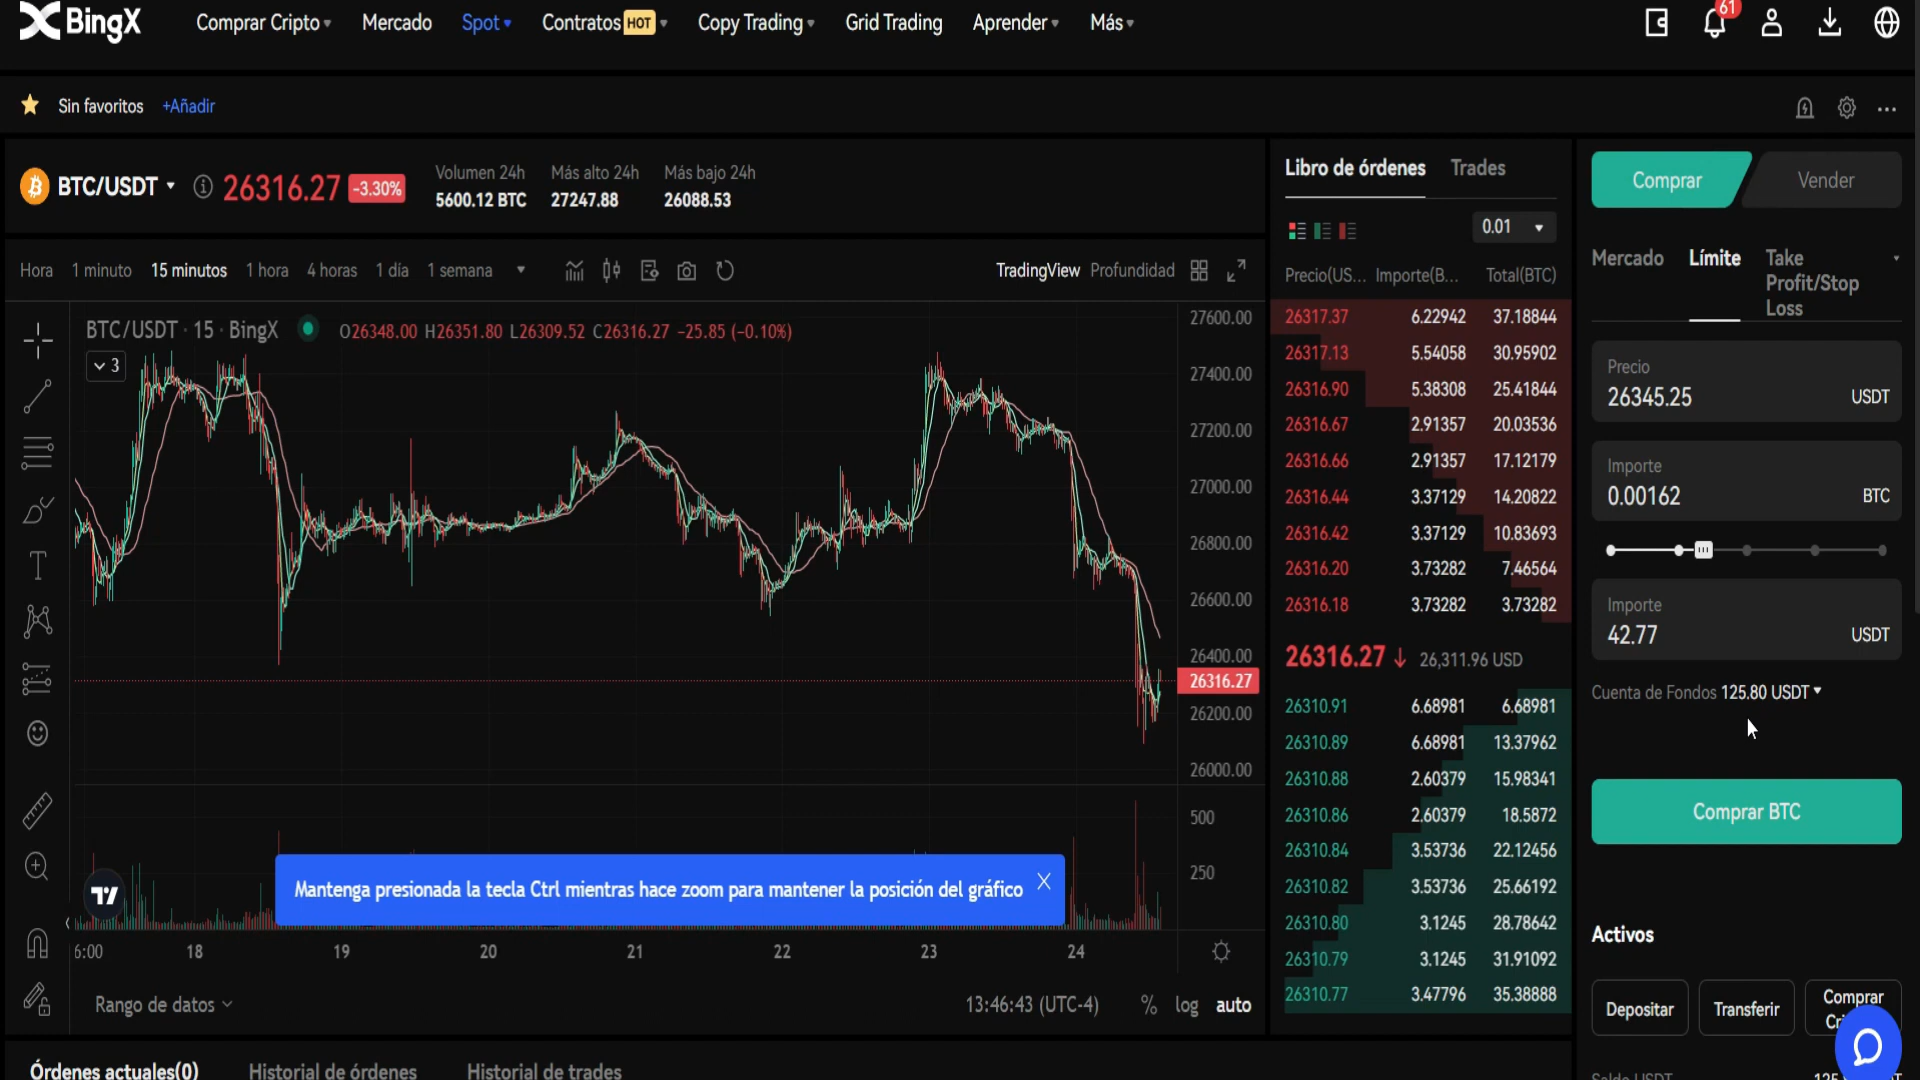 BingX
Comprar Cripto
Mercado
Spot
Contratos HOT
Copy Trading
Grid Trading
Aprender
Más
61
Sin favoritos +Añadir
BTC/USDT
26316.27 -3.30%
Volumen 24h
5600.12 BTC
Más alto 24h
27247.88
Más bajo 24h
26088.53
Hora 1 minuto 15 minutos 1 hora 4 horas 1 día 1 semana
TradingView Profundidad
BTC/USDT · 15 · BingX O26348.00 H26351.80 L26309.52 C26316.27 −25.85 (−0.10%)
3
27600.00
27400.00
27200.00
27000.00
26800.00
26600.00
26400.00
26316.27
26200.00
26000.00
500
250
Mantenga presionada la tecla Ctrl mientras hace zoom para mantener la posición del gráfico
6:00 18 19 20 21 22 23 24
Rango de datos
13:46:43 (UTC-4) % log auto
Libro de órdenes Trades
0.01
Precio(US... Importe(B... Total(BTC)
26317.37 6.22942 37.18844
26317.13 5.54058 30.95902
26316.90 5.38308 25.41844
26316.67 2.91357 20.03536
26316.66 2.91357 17.12179
26316.44 3.37129 14.20822
26316.42 3.37129 10.83693
26316.20 3.73282 7.46564
26316.18 3.73282 3.73282
26316.27 ↓ 26,311.96 USD
26310.91 6.68981 6.68981
26310.89 6.68981 13.37962
26310.88 2.60379 15.98341
26310.86 2.60379 18.5872
26310.84 3.53736 22.12456
26310.82 3.53736 25.66192
26310.80 3.1245 28.78642
26310.79 3.1245 31.91092
26310.77 3.47796 35.38888
Comprar Vender
Mercado Límite Take
Profit/Stop
Loss
Precio
26345.25 USDT
Importe
0.00162 BTC
Importe
42.77 USDT
Cuenta de Fondos 125.80 USDT
Comprar BTC
Activos
Depositar
Transferir
Comprar
Órdenes actuales(0) Historial de órdenes Historial de trades
Saldo USDT